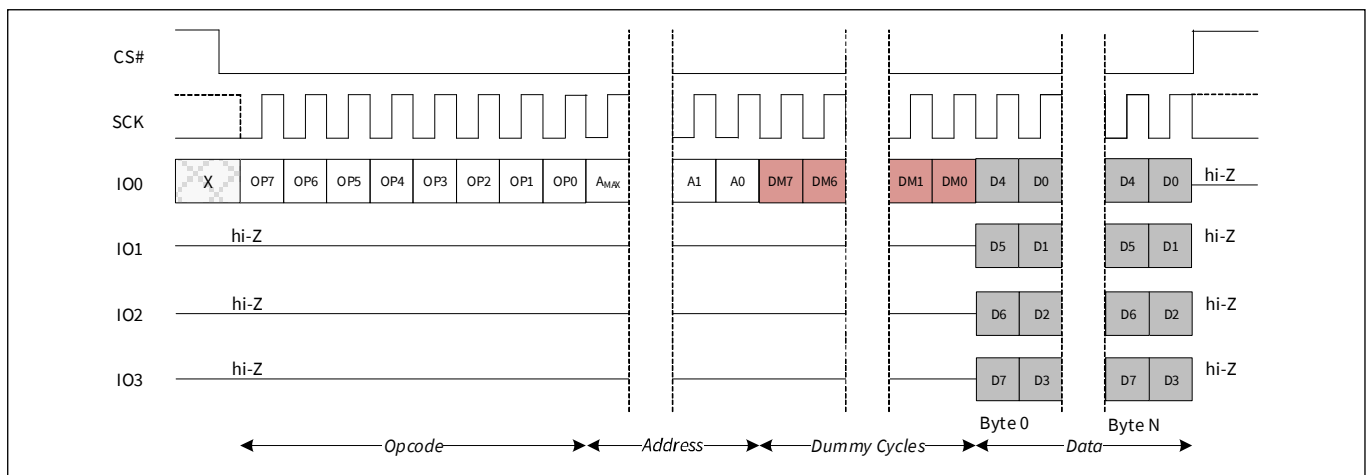 CS#
SCK
IO0 X OP7 OP6 OP5 OP4 OP3 OP2 OP1 OP0 AMAX A1 A0 DM7 DM6 DM1 DM0 D4 D0 D4 D0 hi-Z
IO1 hi-Z D5 D1 D5 D1 hi-Z
IO2 hi-Z D6 D2 D6 D2 hi-Z
IO3 hi-Z D7 D3 D7 D3 hi-Z
Byte 0 Byte N
Opcode Address Dummy Cycles Data